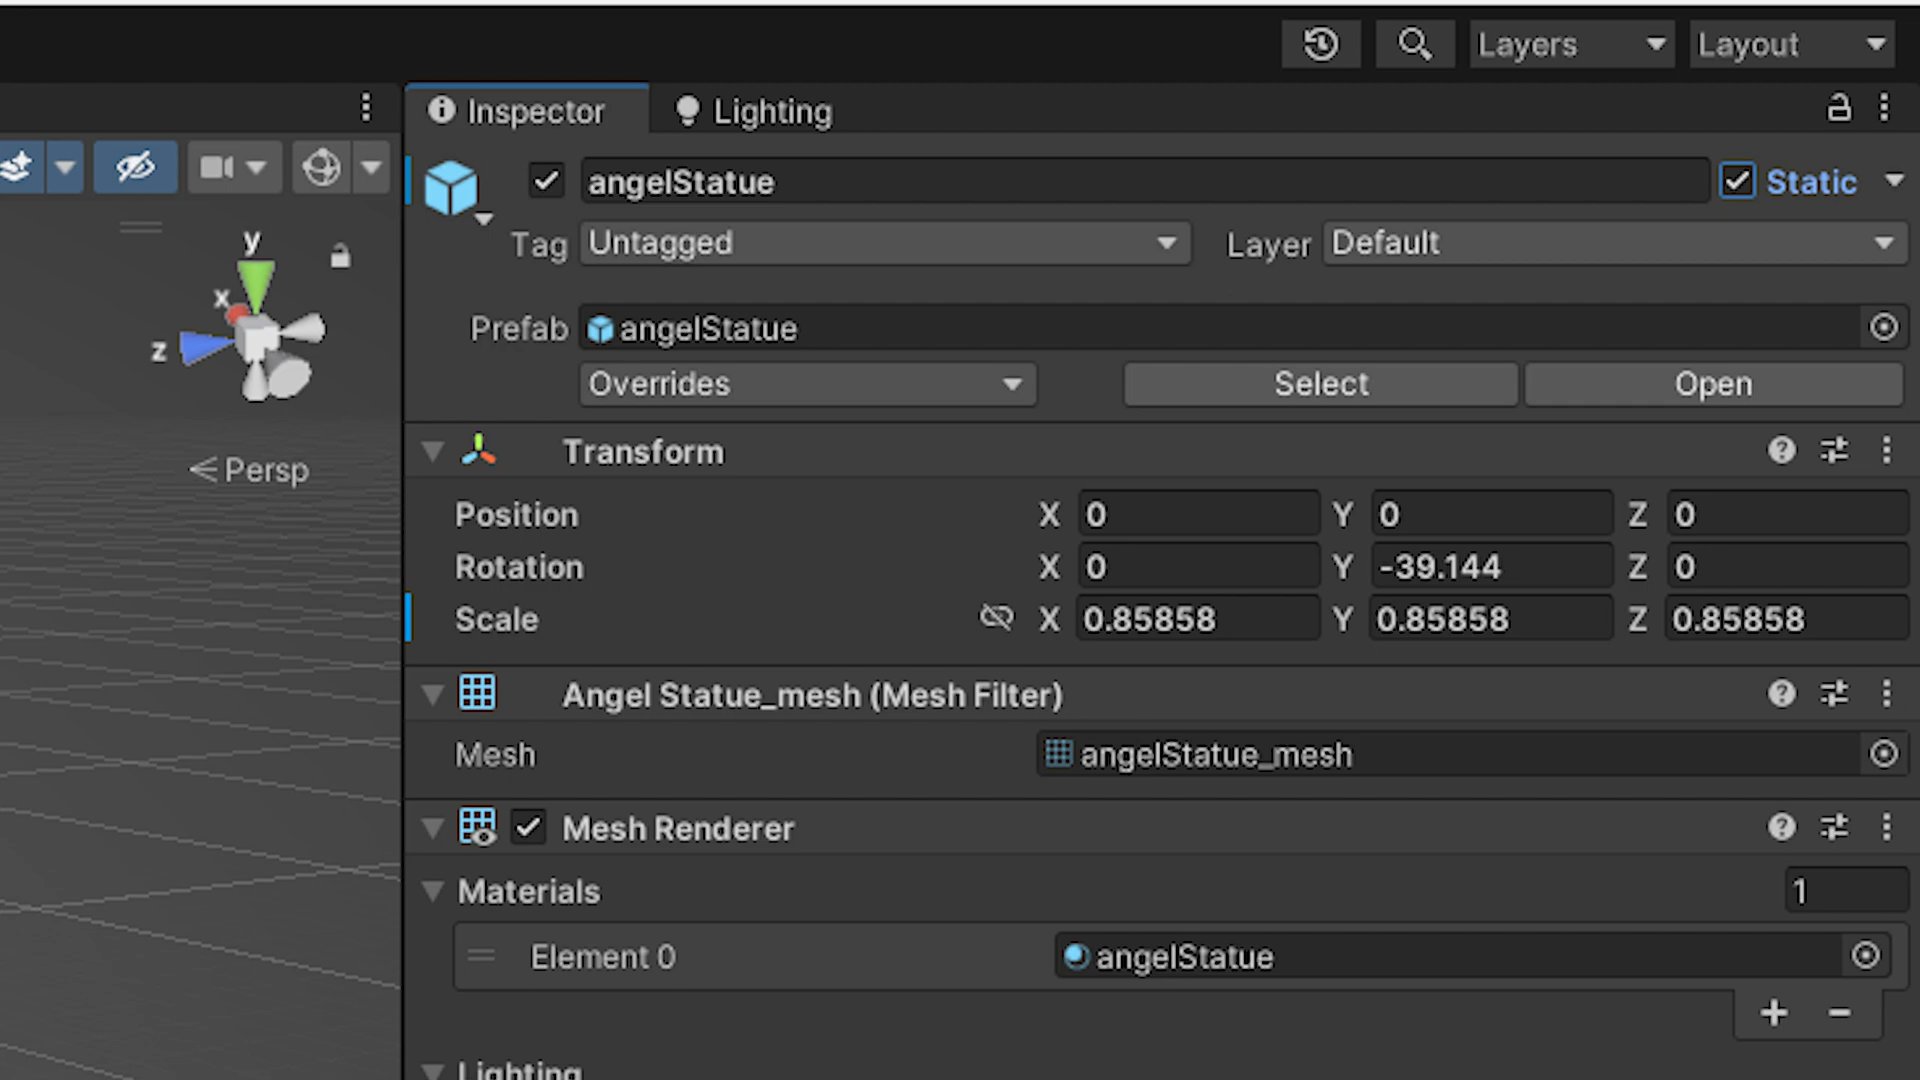 Layers Layout
Inspector Lighting
angelStatue Static
Tag Untagged Layer Default
Prefab angelStatue
Overrides Select Open
Transform
Position X 0 Y 0 Z 0
Rotation X 0 Y -39.144 Z 0
Scale X 0.85858 Y 0.85858 Z 0.85858
Angel Statue_mesh (Mesh Filter)
Mesh angelStatue_mesh
Mesh Renderer
Materials 1
Element 0 angelStatue
Lighting
y
x
z
Persp